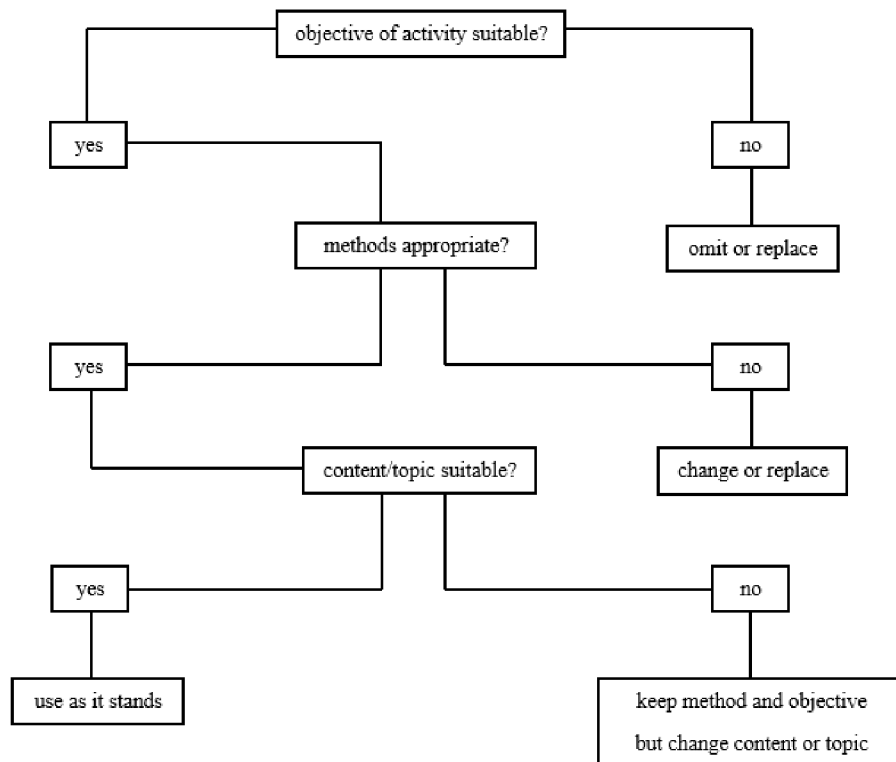 objective of activity suitable?
yes
no
methods appropriate?
omit or replace
yes
no
content/topic suitable?
change or replace
yes
no
use as it stands
keep method and objective
but change content or topic